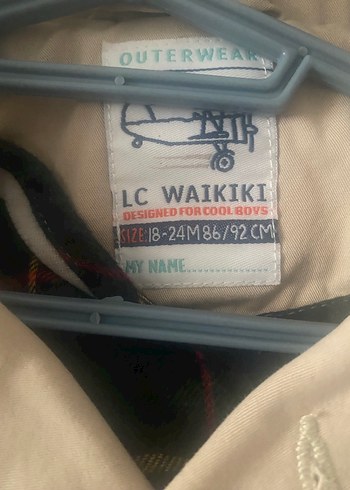 OUTERWEAR
LC WAIKIKI
DESIGNED FOR COOL BOYS
SIZE:18-24M 86/92 CM
MY NAME...................